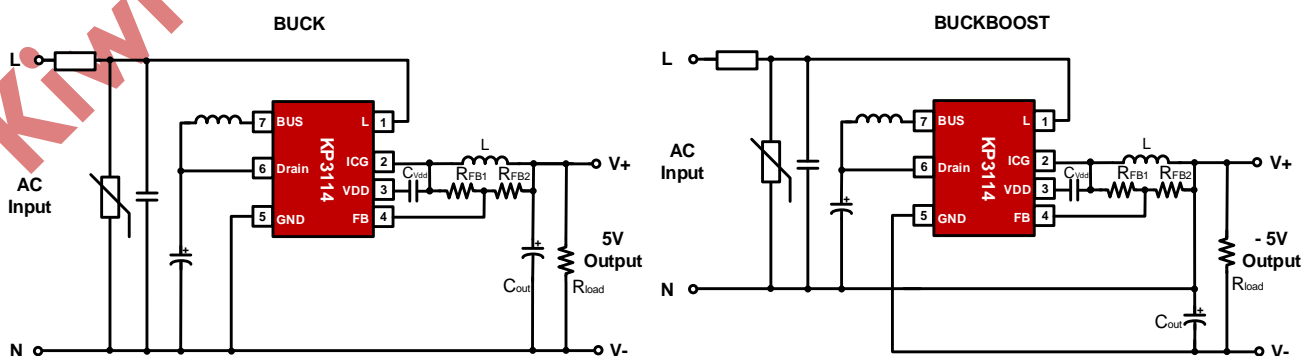 BUCK
L
7
BUS
L
1
6
Drain
ICG
2
KP3114
VDD
3
5
GND
FB
4
CVdd
L
RFB1
RFB2
V+
AC
Input
5V
Output
Cout
Rload
N
V-
BUCKBOOST
L
7
BUS
L
1
6
Drain
ICG
2
KP3114
VDD
3
5
GND
FB
4
CVdd
L
RFB1
RFB2
V+
AC
Input
- 5V
Output
Rload
N
Cout
V-